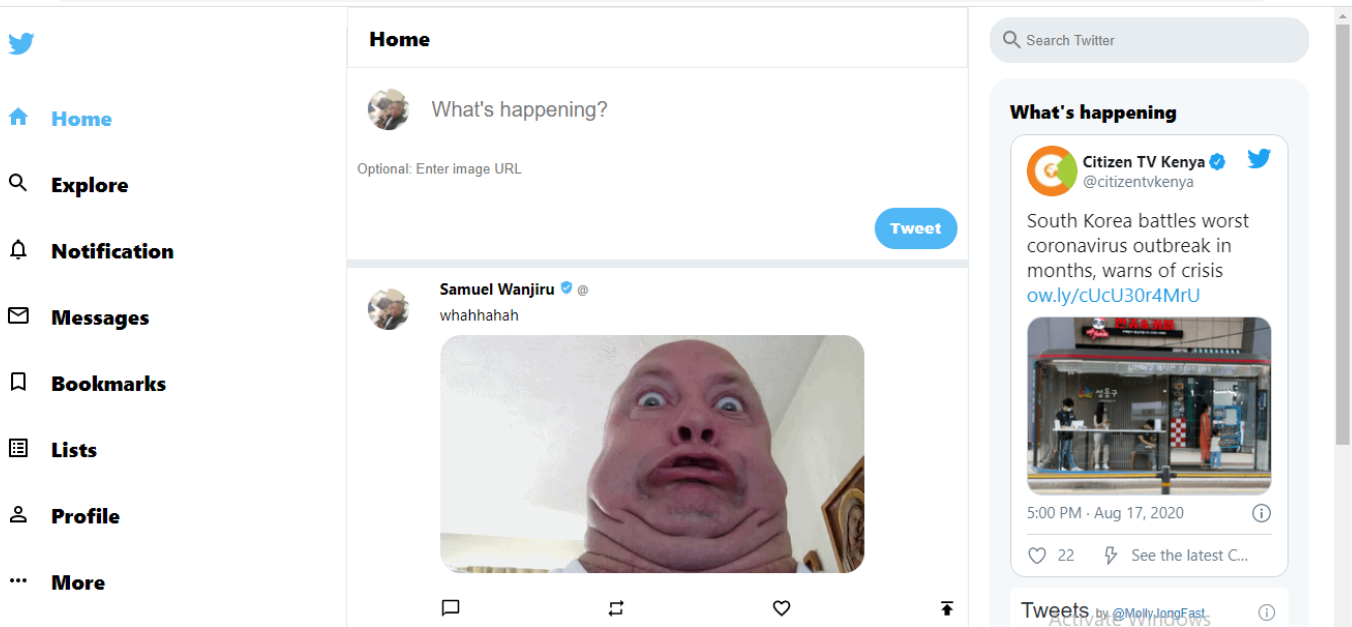 Home
Explore
Notification
Messages
Bookmarks
Lists
Profile
More
Home
What's happening?
Optional: Enter image URL
Tweet
Samuel Wanjiru @
whahhahah
Search Twitter
What's happening
Citizen TV Kenya
@citizentvkenya
South Korea battles worst
coronavirus outbreak in
months, warns of crisis
ow.ly/cUcU30r4MrU
5:00 PM · Aug 17, 2020
22 See the latest C...
Tweets by @MollyJongFast
Activate Windows